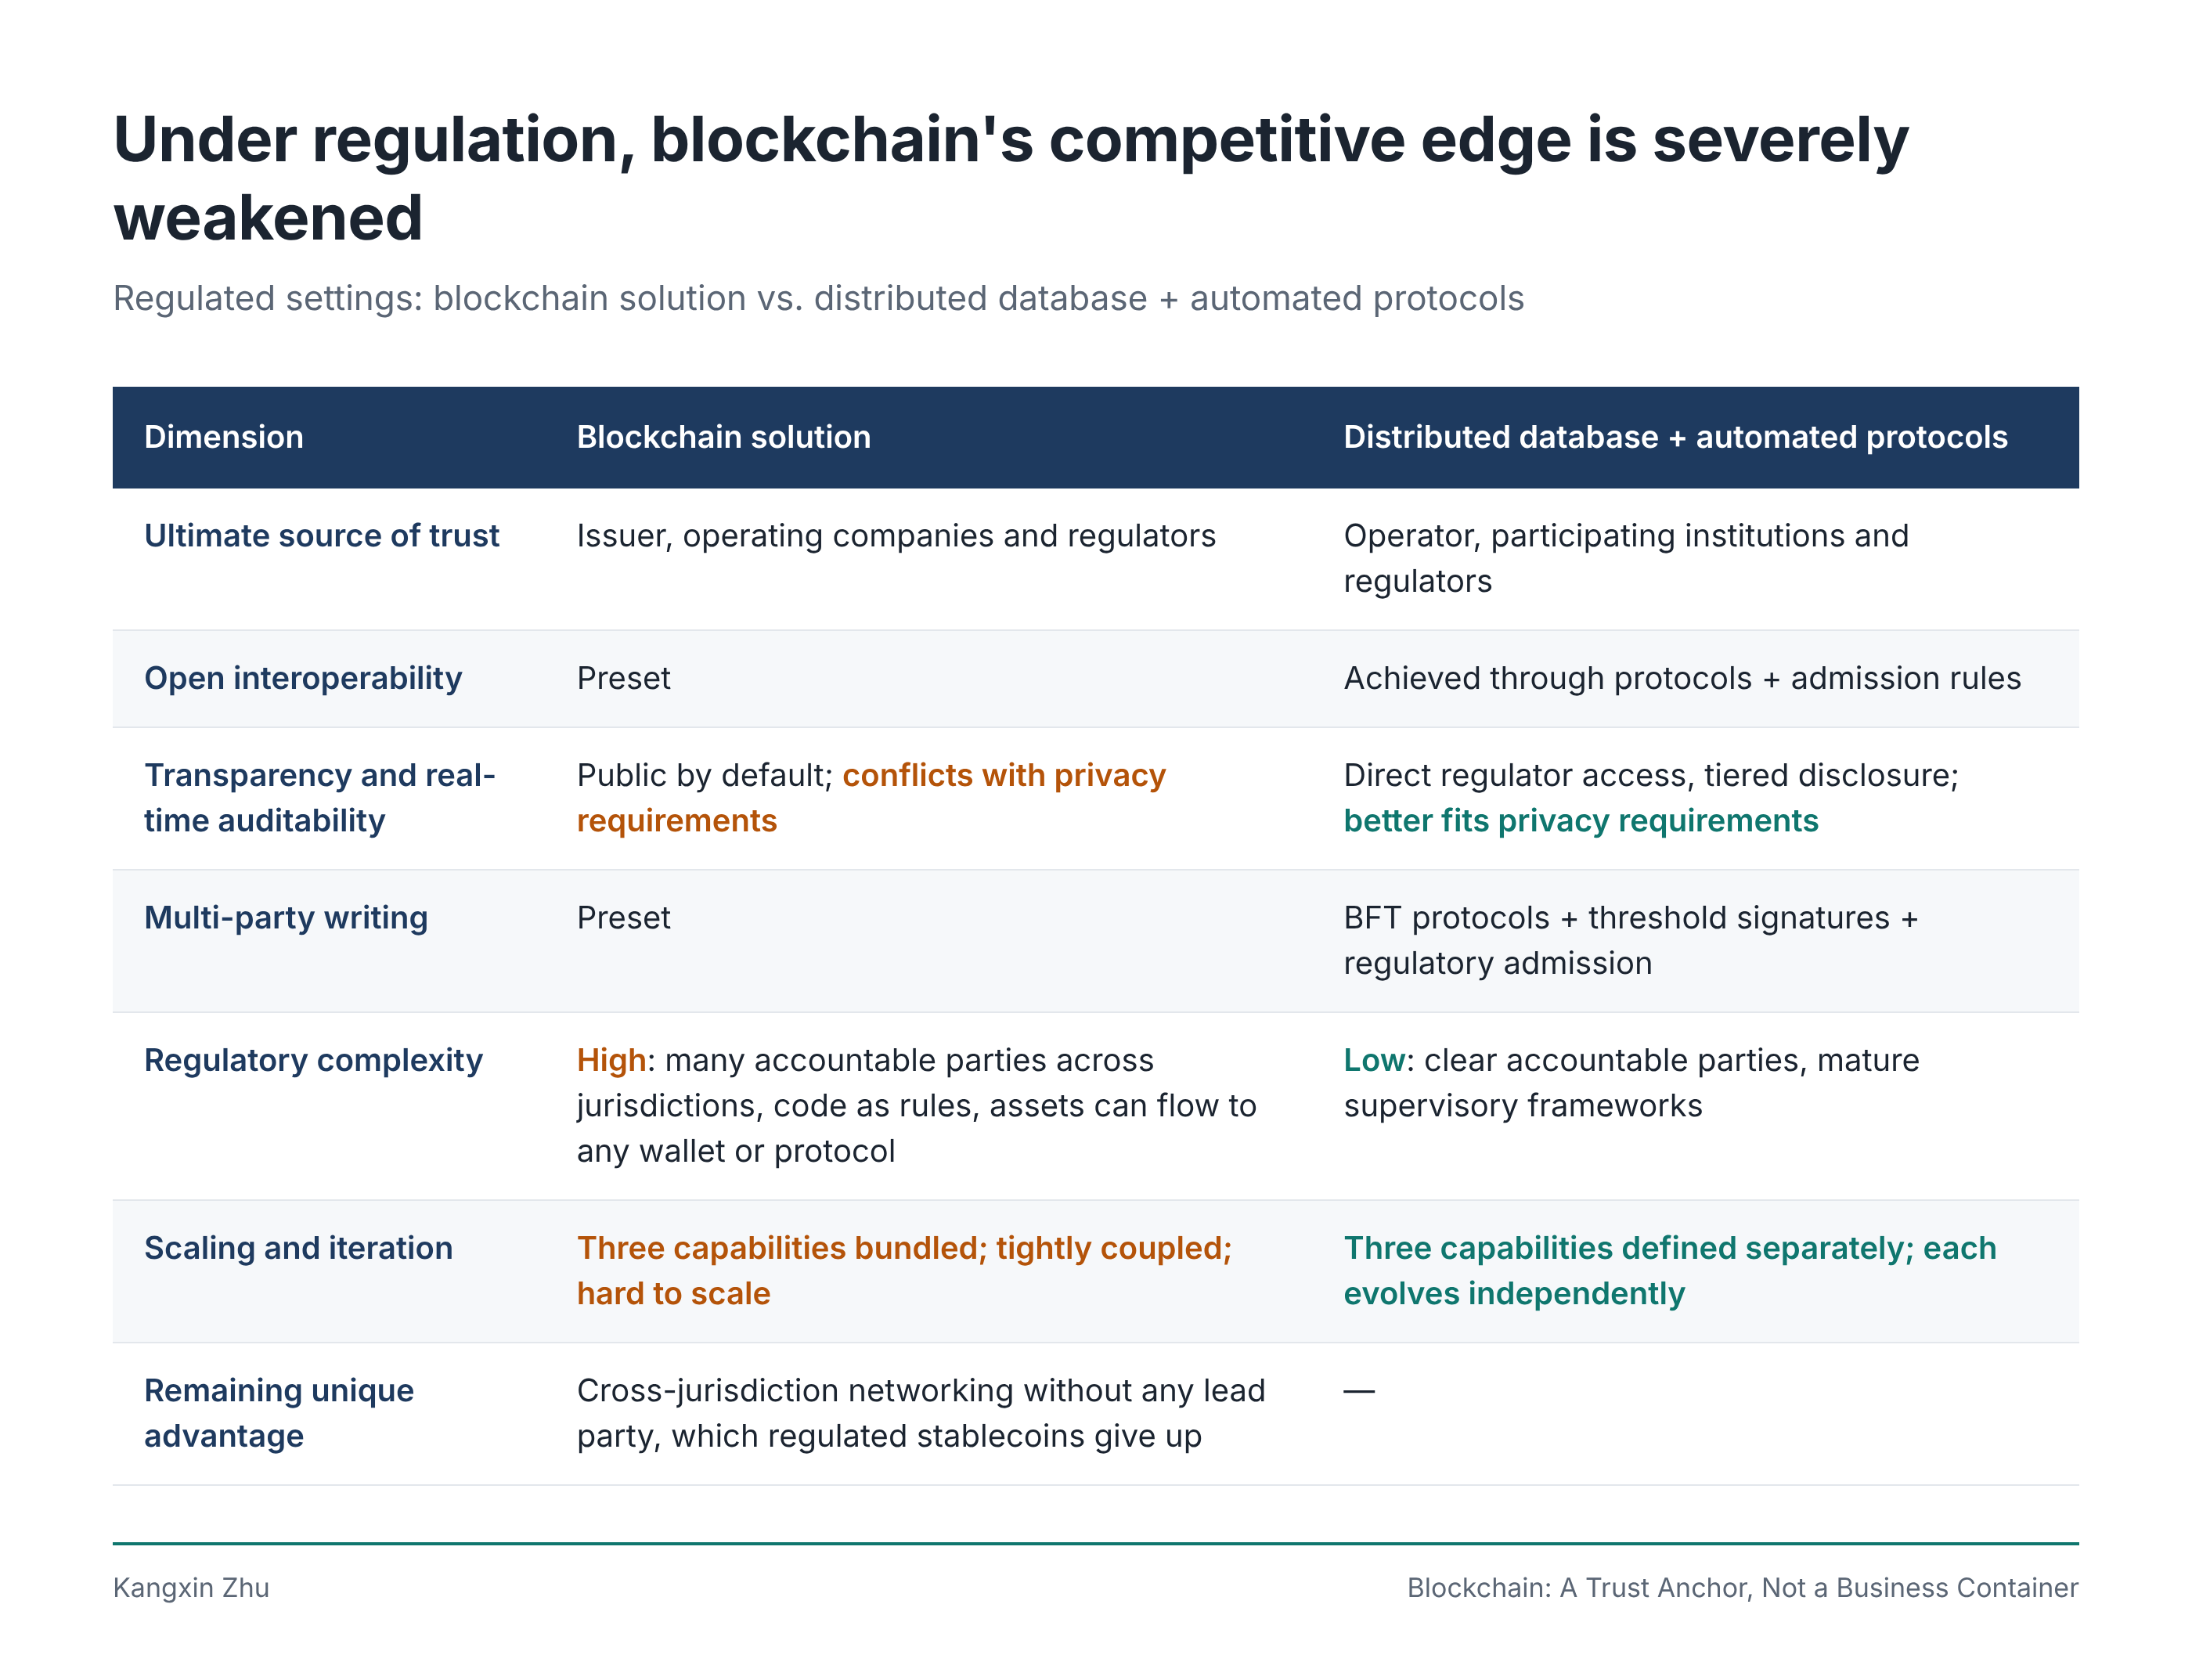 Under regulation, blockchain's competitive edge is severely
weakened
Regulated settings: blockchain solution vs. distributed database + automated protocols
Dimension
Blockchain solution
Distributed database + automated protocols
Ultimate source of trust
Issuer, operating companies and regulators
Operator, participating institutions and
regulators
Open interoperability
Preset
Achieved through protocols + admission rules
Transparency and real-
time auditability
Public by default; conflicts with privacy
requirements
Direct regulator access, tiered disclosure;
better fits privacy requirements
Multi-party writing
Preset
BFT protocols + threshold signatures +
regulatory admission
Regulatory complexity
High: many accountable parties across
jurisdictions, code as rules, assets can flow to
any wallet or protocol
Low: clear accountable parties, mature
supervisory frameworks
Scaling and iteration
Three capabilities bundled; tightly coupled;
hard to scale
Three capabilities defined separately; each
evolves independently
Remaining unique
advantage
Cross-jurisdiction networking without any lead
party, which regulated stablecoins give up
—
Kangxin Zhu
Blockchain: A Trust Anchor, Not a Business Container